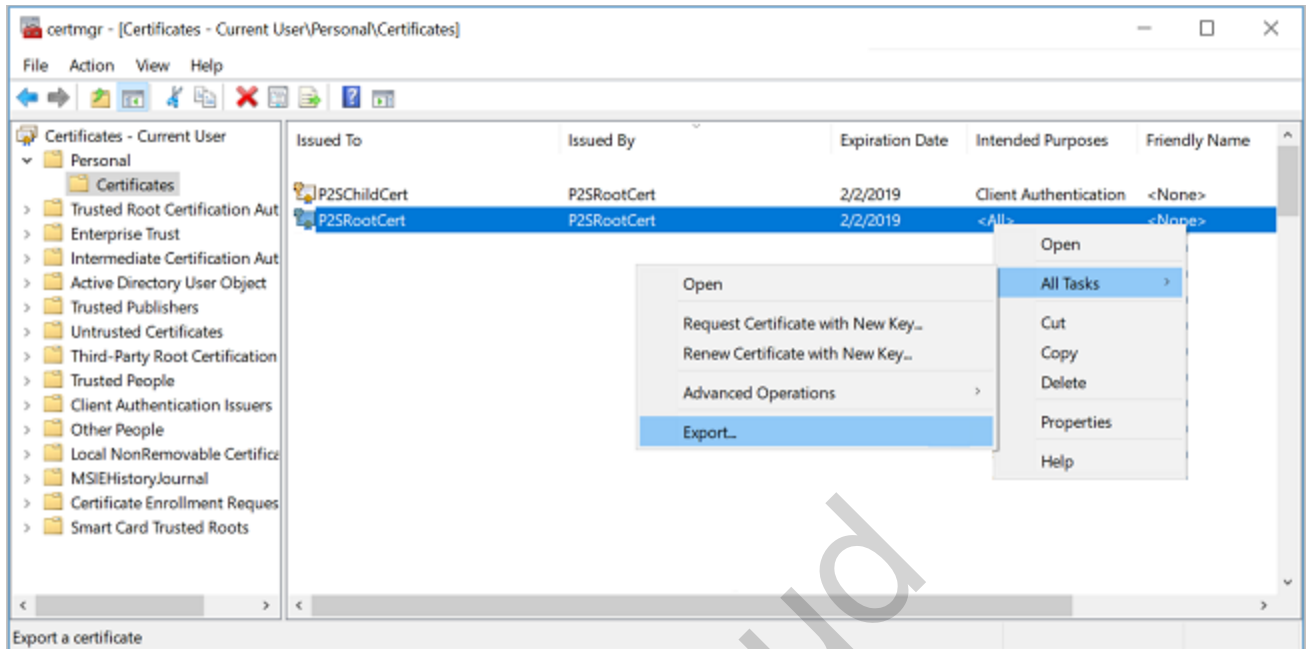 certmgr - [Certificates - Current User\Personal\Certificates]
File Action View Help
Certificates - Current User
Personal
Certificates
Trusted Root Certification Aut
Enterprise Trust
Intermediate Certification Aut
Active Directory User Object
Trusted Publishers
Untrusted Certificates
Third-Party Root Certification
Trusted People
Client Authentication Issuers
Other People
Local NonRemovable Certifica
MSIEHistoryJournal
Certificate Enrollment Reques
Smart Card Trusted Roots
Issued To Issued By Expiration Date Intended Purposes Friendly Name
P2SChildCert P2SRootCert 2/2/2019 Client Authentication <None>
P2SRootCert P2SRootCert 2/2/2019 <All> <None>
Open
All Tasks
Cut
Copy
Delete
Properties
Help
Open
Request Certificate with New Key...
Renew Certificate with New Key...
Advanced Operations
Export...
Export a certificate